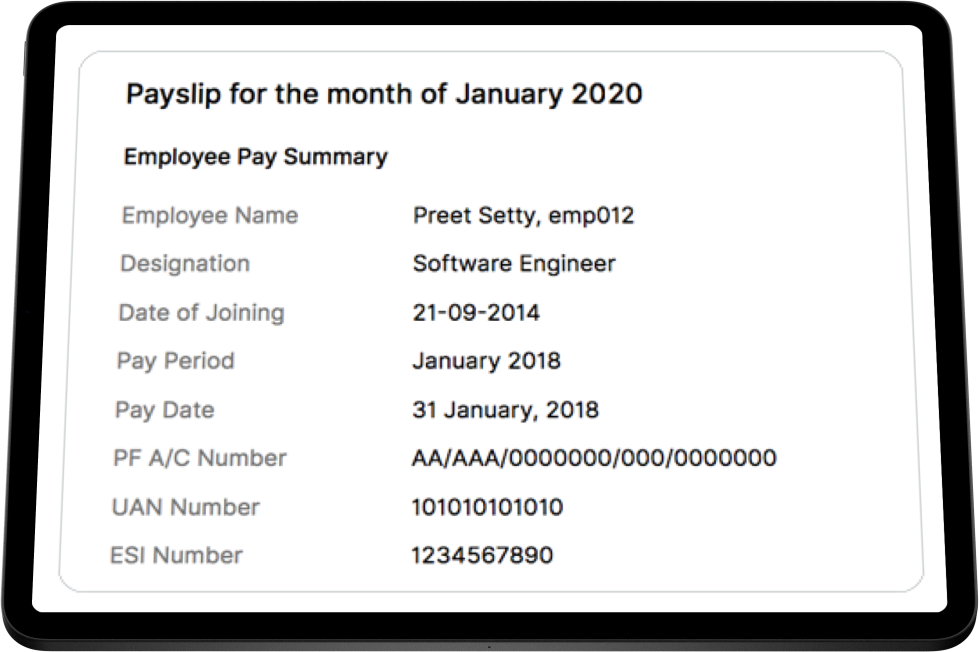 Payslip for the month of January 2020
Employee Pay Summary
Employee Name Preet Setty, emp012
Designation Software Engineer
Date of Joining 21-09-2014
Pay Period January 2018
Pay Date 31 January, 2018
PF A/C Number AA/AAA/0000000/000/0000000
UAN Number 101010101010
ESI Number 1234567890